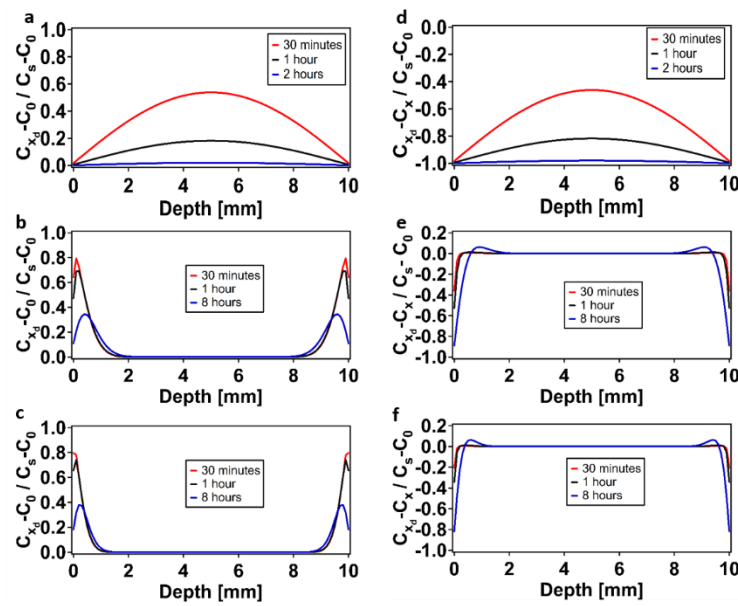 a
C_{x_d}-C_0 / C_s-C_0
1.0
0.8
0.6
0.4
0.2
0.0
30 minutes
1 hour
2 hours
0 2 4 6 8 10
Depth [mm]
d
C_{x_d}-C_x / C_s-C_0
0.0
-0.2
-0.4
-0.6
-0.8
-1.0
30 minutes
1 hour
2 hours
0 2 4 6 8 10
Depth [mm]
b
C_{x_d}-C_0 / C_s-C_0
1.0
0.8
0.6
0.4
0.2
0.0
30 minutes
1 hour
8 hours
0 2 4 6 8 10
Depth [mm]
e
C_{x_d}-C_x / C_s- C_0
0.2
0.0
-0.2
-0.4
-0.6
-0.8
-1.0
30 minutes
1 hour
8 hours
0 2 4 6 8 10
Depth [mm]
c
C_{x_d}-C_0 / C_s-C_0
1.0
0.8
0.6
0.4
0.2
0.0
30 minutes
1 hour
8 hours
0 2 4 6 8 10
Depth [mm]
f
C_{x_d}-C_x / C_s-C_0
0.2
0.0
-0.2
-0.4
-0.6
-0.8
-1.0
30 minutes
1 hour
8 hours
0 2 4 6 8 10
Depth [mm]